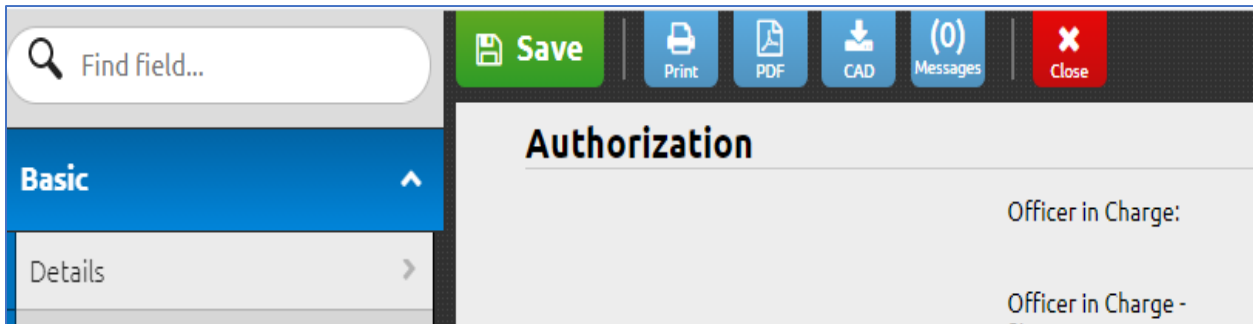 Find field...
Save
Print
PDF
CAD
(0)
Messages
Close
Authorization
Basic
Officer in Charge:
Details
Officer in Charge -